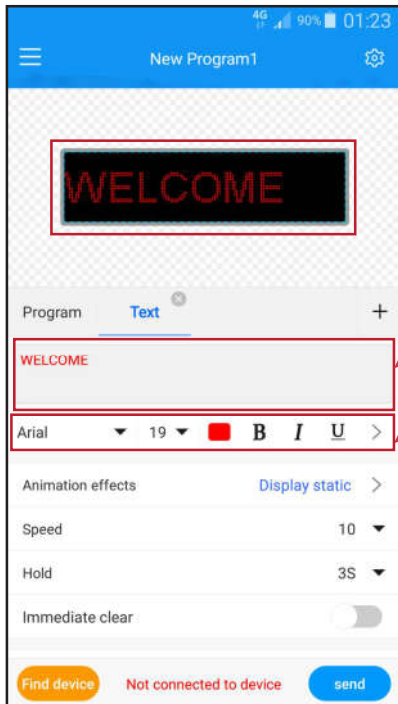 4G 90% 01:23
New Program1
WELCOME
Program Text +
WELCOME
Arial 19 B I U >
Animation effects Display static >
Speed 10
Hold 3S
Immediate clear
Find device Not connected to device send